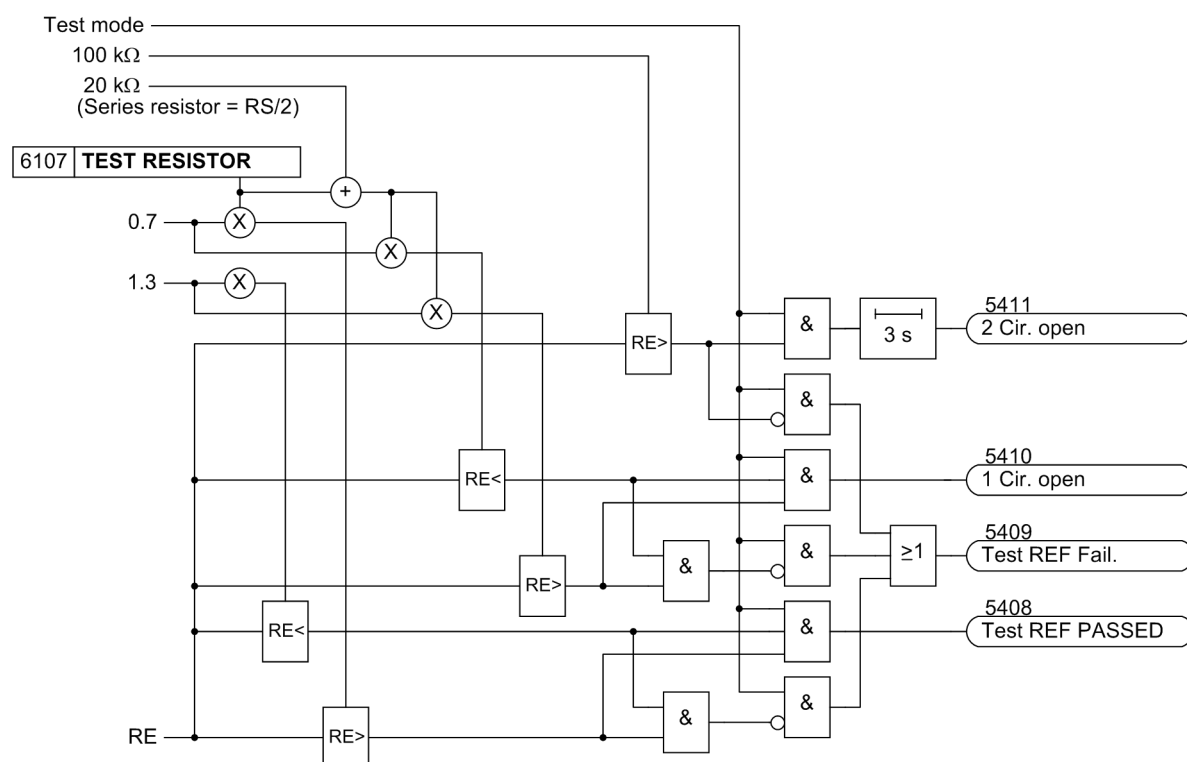 Test mode
100 kΩ
20 kΩ
(Series resistor = RS/2)
6107 TEST RESISTOR
+
0.7
X
X
1.3
X
X
RE>
&
3 s
5411
2 Cir. open
&
RE<
&
5410
1 Cir. open
RE>
&
&
≥1
5409
Test REF Fail.
RE<
&
5408
Test REF PASSED
RE
RE>
&
&